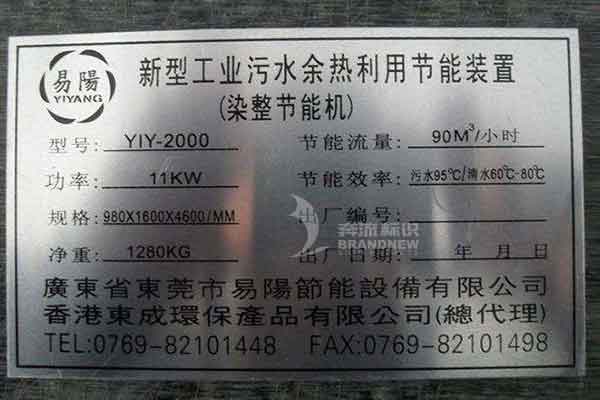 易陽
YIYANG
新型工业污水余热利用节能装置
(染整节能机)
型号: YIY-2000 节能流量: 90M³/小时
功率: 11KW 节能效率: 污水95℃/清水60℃-80℃
规格: 980X1600X4600/MM 出厂编号:
净重: 1280KG 出厂日期: 年 月 日
奔流标识
BRANDNEW
廣東省東莞市易陽節能設備有限公司
香港東成環保產品有限公司(總代理)
TEL:0769-82101448 FAX:0769-82101498